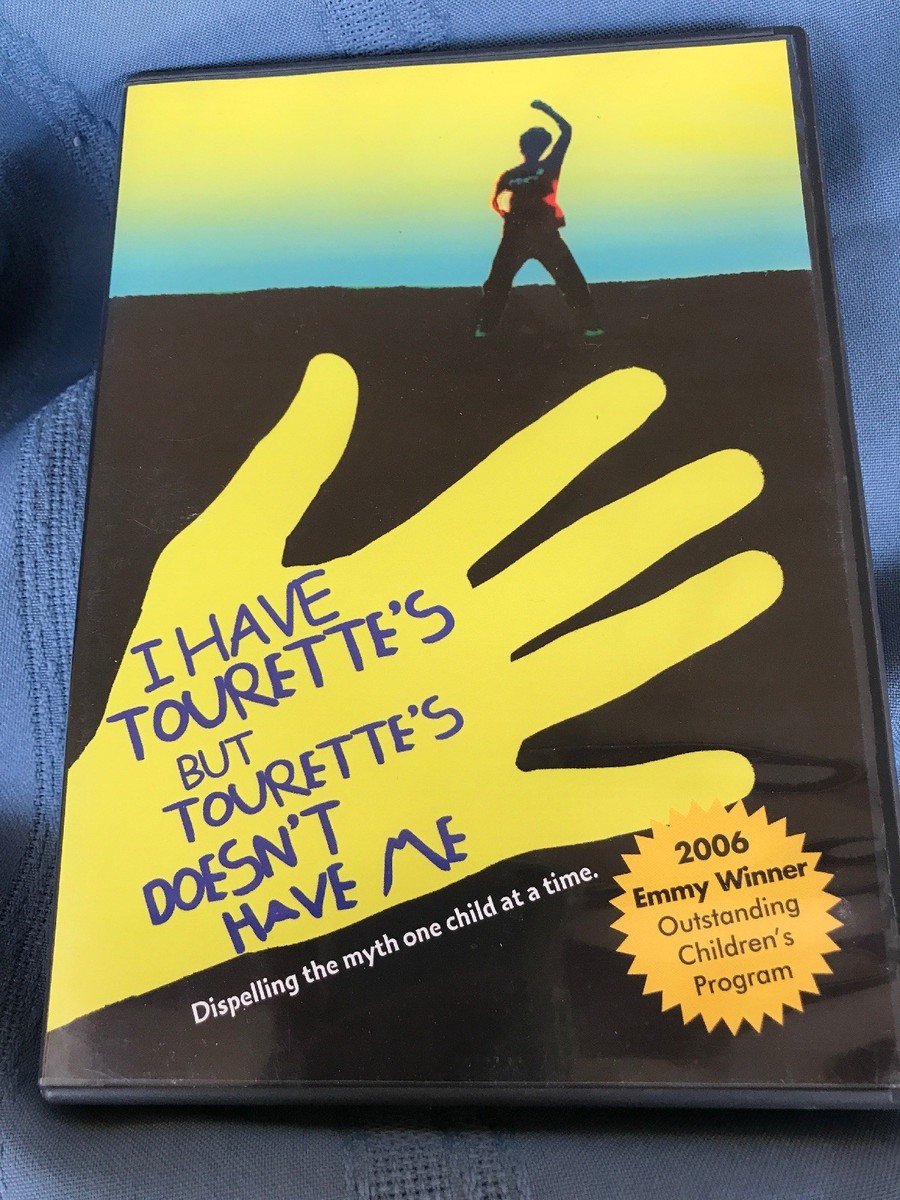 I HAVE
TOURETTE'S
BUT
TOURETTE'S
DOESN'T
HAVE ME
Dispelling the myth one child at a time.
2006
Emmy Winner
Outstanding
Children's
Program